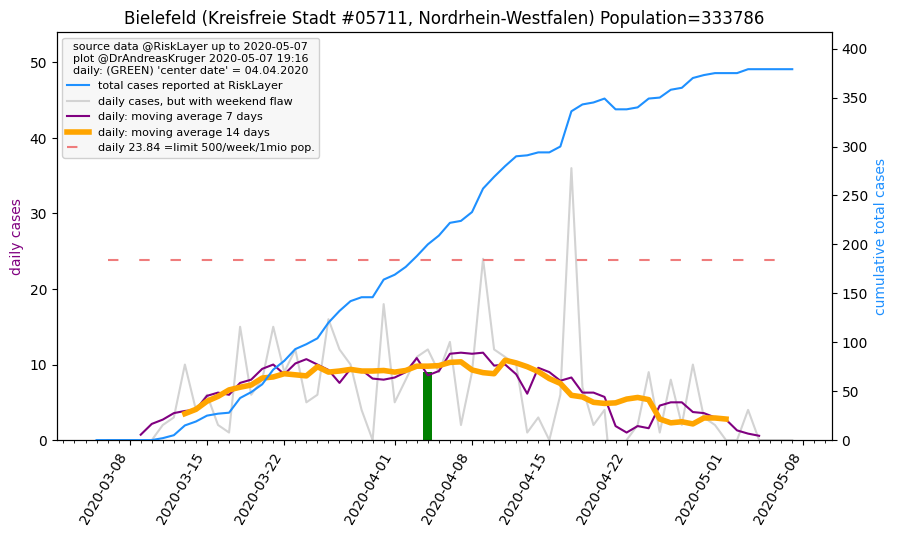 Bielefeld (Kreisfreie Stadt #05711, Nordrhein-Westfalen) Population=333786
source data @RiskLayer up to 2020-05-07
plot @DrAndreasKruger 2020-05-07 19:16
daily: (GREEN) 'center date' = 04.04.2020
total cases reported at RiskLayer
daily cases, but with weekend flaw
daily: moving average 7 days
daily: moving average 14 days
daily 23.84 =limit 500/week/1mio pop.
daily cases
50
40
30
20
10
0
cumulative total cases
400
350
300
250
200
150
100
50
0
2020-03-08
2020-03-15
2020-03-22
2020-04-01
2020-04-08
2020-04-15
2020-04-22
2020-05-01
2020-05-08